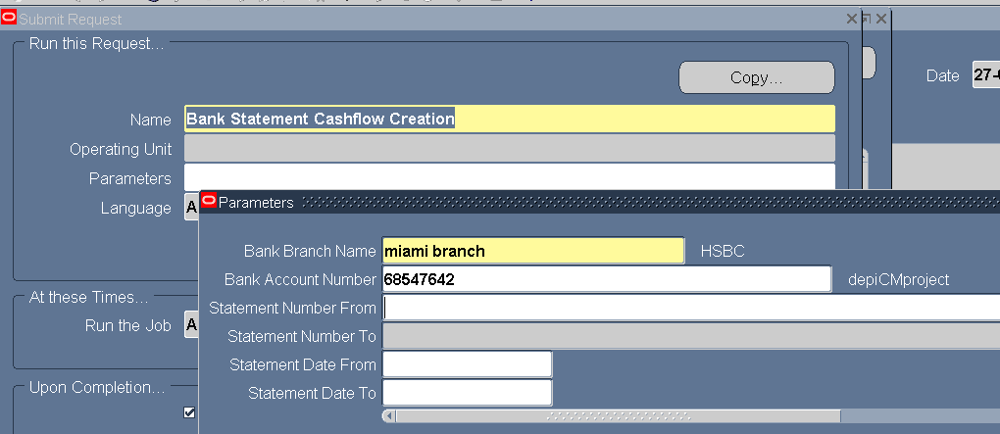 Submit Request
Run this Request...
Copy...
Date 27-
Name Bank Statement Cashflow Creation
Operating Unit
Parameters
Language A
Parameters
Bank Branch Name miami branch HSBC
Bank Account Number 68547642 depiCMproject
Statement Number From
At these Times...
Run the Job A
Statement Number To
Statement Date From
Upon Completion...
Statement Date To